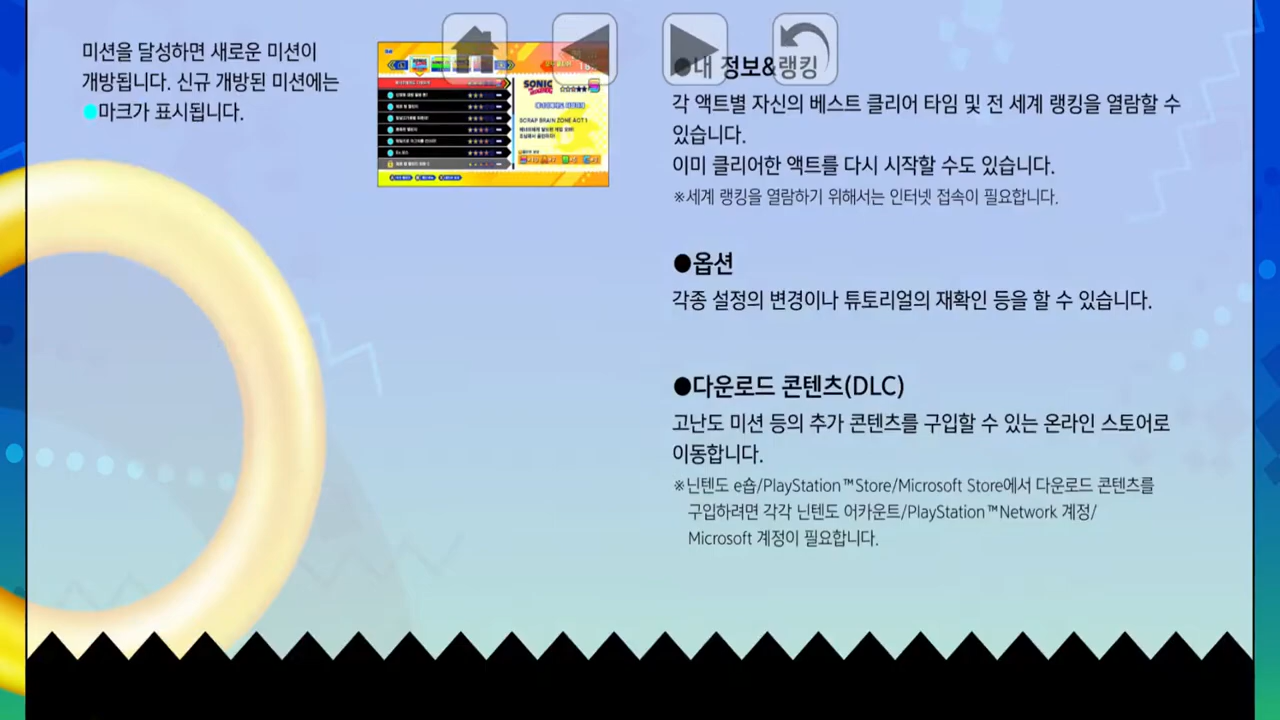 미션을 달성하면 새로운 미션이
개방됩니다. 신규 개방된 미션에는
●마크가 표시됩니다.
SONIC
SCRAP BRAIN ZONE ACT1
●내 정보&랭킹
각 액트별 자신의 베스트 클리어 타임 및 전 세계 랭킹을 열람할 수
있습니다.
이미 클리어한 액트를 다시 시작할 수도 있습니다.
※세계 랭킹을 열람하기 위해서는 인터넷 접속이 필요합니다.
●옵션
각종 설정의 변경이나 튜토리얼의 재확인 등을 할 수 있습니다.
●다운로드 콘텐츠(DLC)
고난도 미션 등의 추가 콘텐츠를 구입할 수 있는 온라인 스토어로
이동합니다.
※닌텐도 e숍/PlayStation™Store/Microsoft Store에서 다운로드 콘텐츠를
구입하려면 각각 닌텐도 어카운트/PlayStation™Network 계정/
Microsoft 계정이 필요합니다.